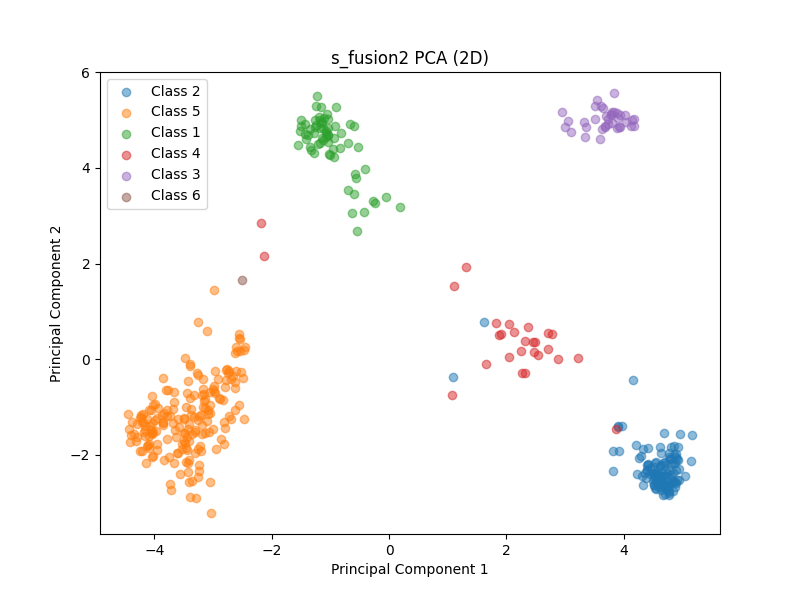 s_fusion2 PCA (2D)
Class 2
Class 5
Class 1
Class 4
Class 3
Class 6
6
4
2
0
−2
Principal Component 2
−4
−2
0
2
4
Principal Component 1